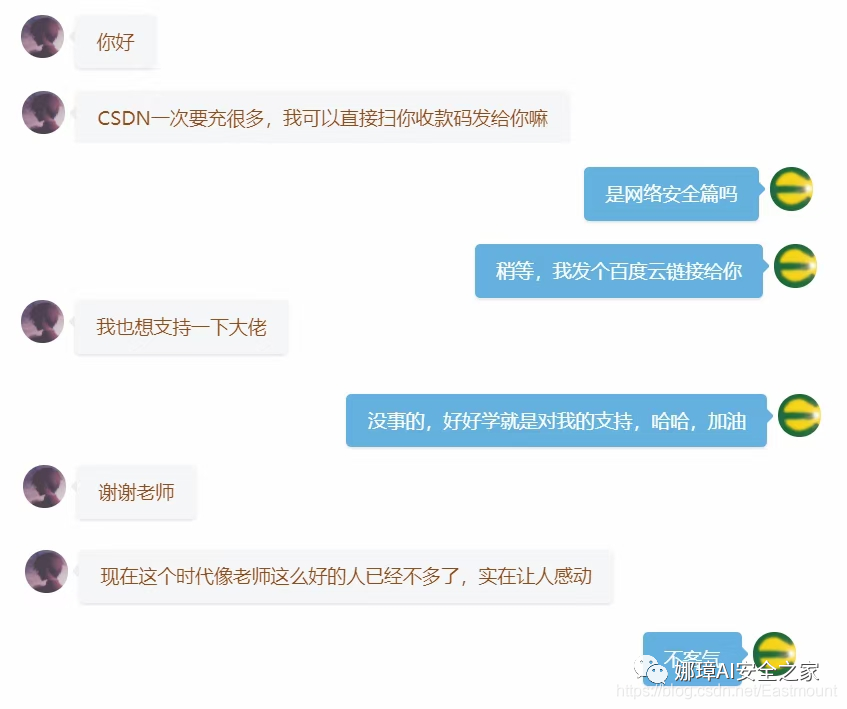 你好
CSDN一次要充很多，我可以直接扫你收款码发给你嘛
是网络安全篇吗
稍等，我发个百度云链接给你
我也想支持一下大佬
没事的，好好学就是对我的支持，哈哈，加油
谢谢老师
现在这个时代像老师这么好的人已经不多了，实在让人感动
不客气
娜璋AI安全之家
https://blog.csdn.net/Eastmount